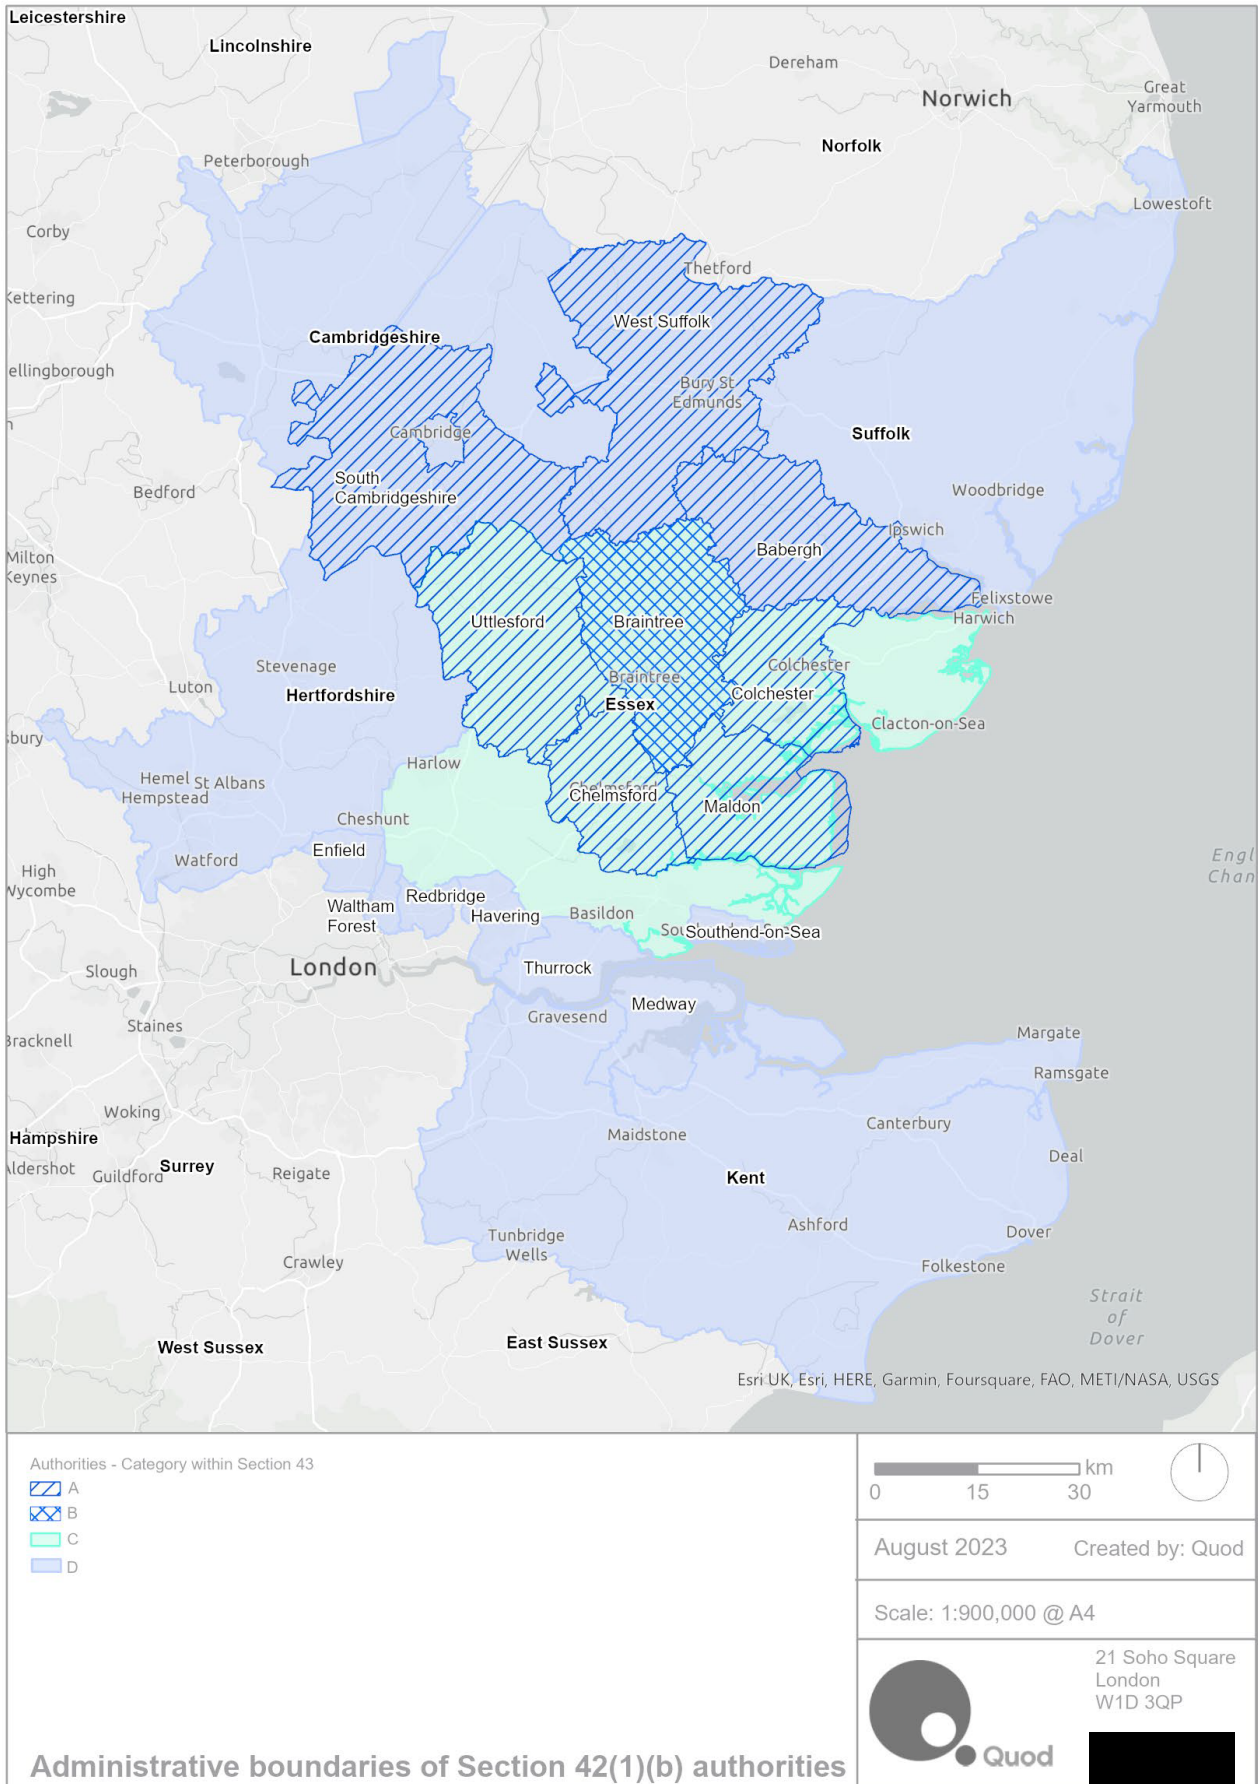 Leicestershire
Lincolnshire
Dereham
Norwich
Great
Yarmouth
Norfolk
Peterborough
Lowestoft
Corby
Thetford
Kettering
West Suffolk
Cambridgeshire
ellingborough
Bury St
Edmunds
Cambridge
Suffolk
South
Cambridgeshire
Bedford
Woodbridge
Ipswich
Babergh
Milton
Keynes
Felixstowe
Harwich
Uttlesford
Braintree
Stevenage
Colchester
Braintree
Luton
Hertfordshire
Colchester
Essex
Clacton-on-Sea
sbury
Harlow
Hemel
Hempstead
St Albans
Chelmsford
Chelmsford
Maldon
Cheshunt
Enfield
Watford
High
Wycombe
Engl
Chan
Redbridge
Waltham
Forest
Havering
Basildon
Sou
Southend-on-Sea
London
Slough
Thurrock
Medway
Gravesend
Staines
Bracknell
Margate
Ramsgate
Woking
Canterbury
Maidstone
Hampshire
Aldershot
Guildford
Surrey
Reigate
Deal
Kent
Ashford
Tunbridge
Wells
Dover
Crawley
Folkestone
Strait
of
Dover
West Sussex
East Sussex
Esri UK, Esri, HERE, Garmin, Foursquare, FAO, METI/NASA, USGS
Authorities - Category within Section 43
A
B
C
D
km
0 15 30
August 2023 Created by: Quod
Scale: 1:900,000 @ A4
21 Soho Square
London
W1D 3QP
Quod
Administrative boundaries of Section 42(1)(b) authorities